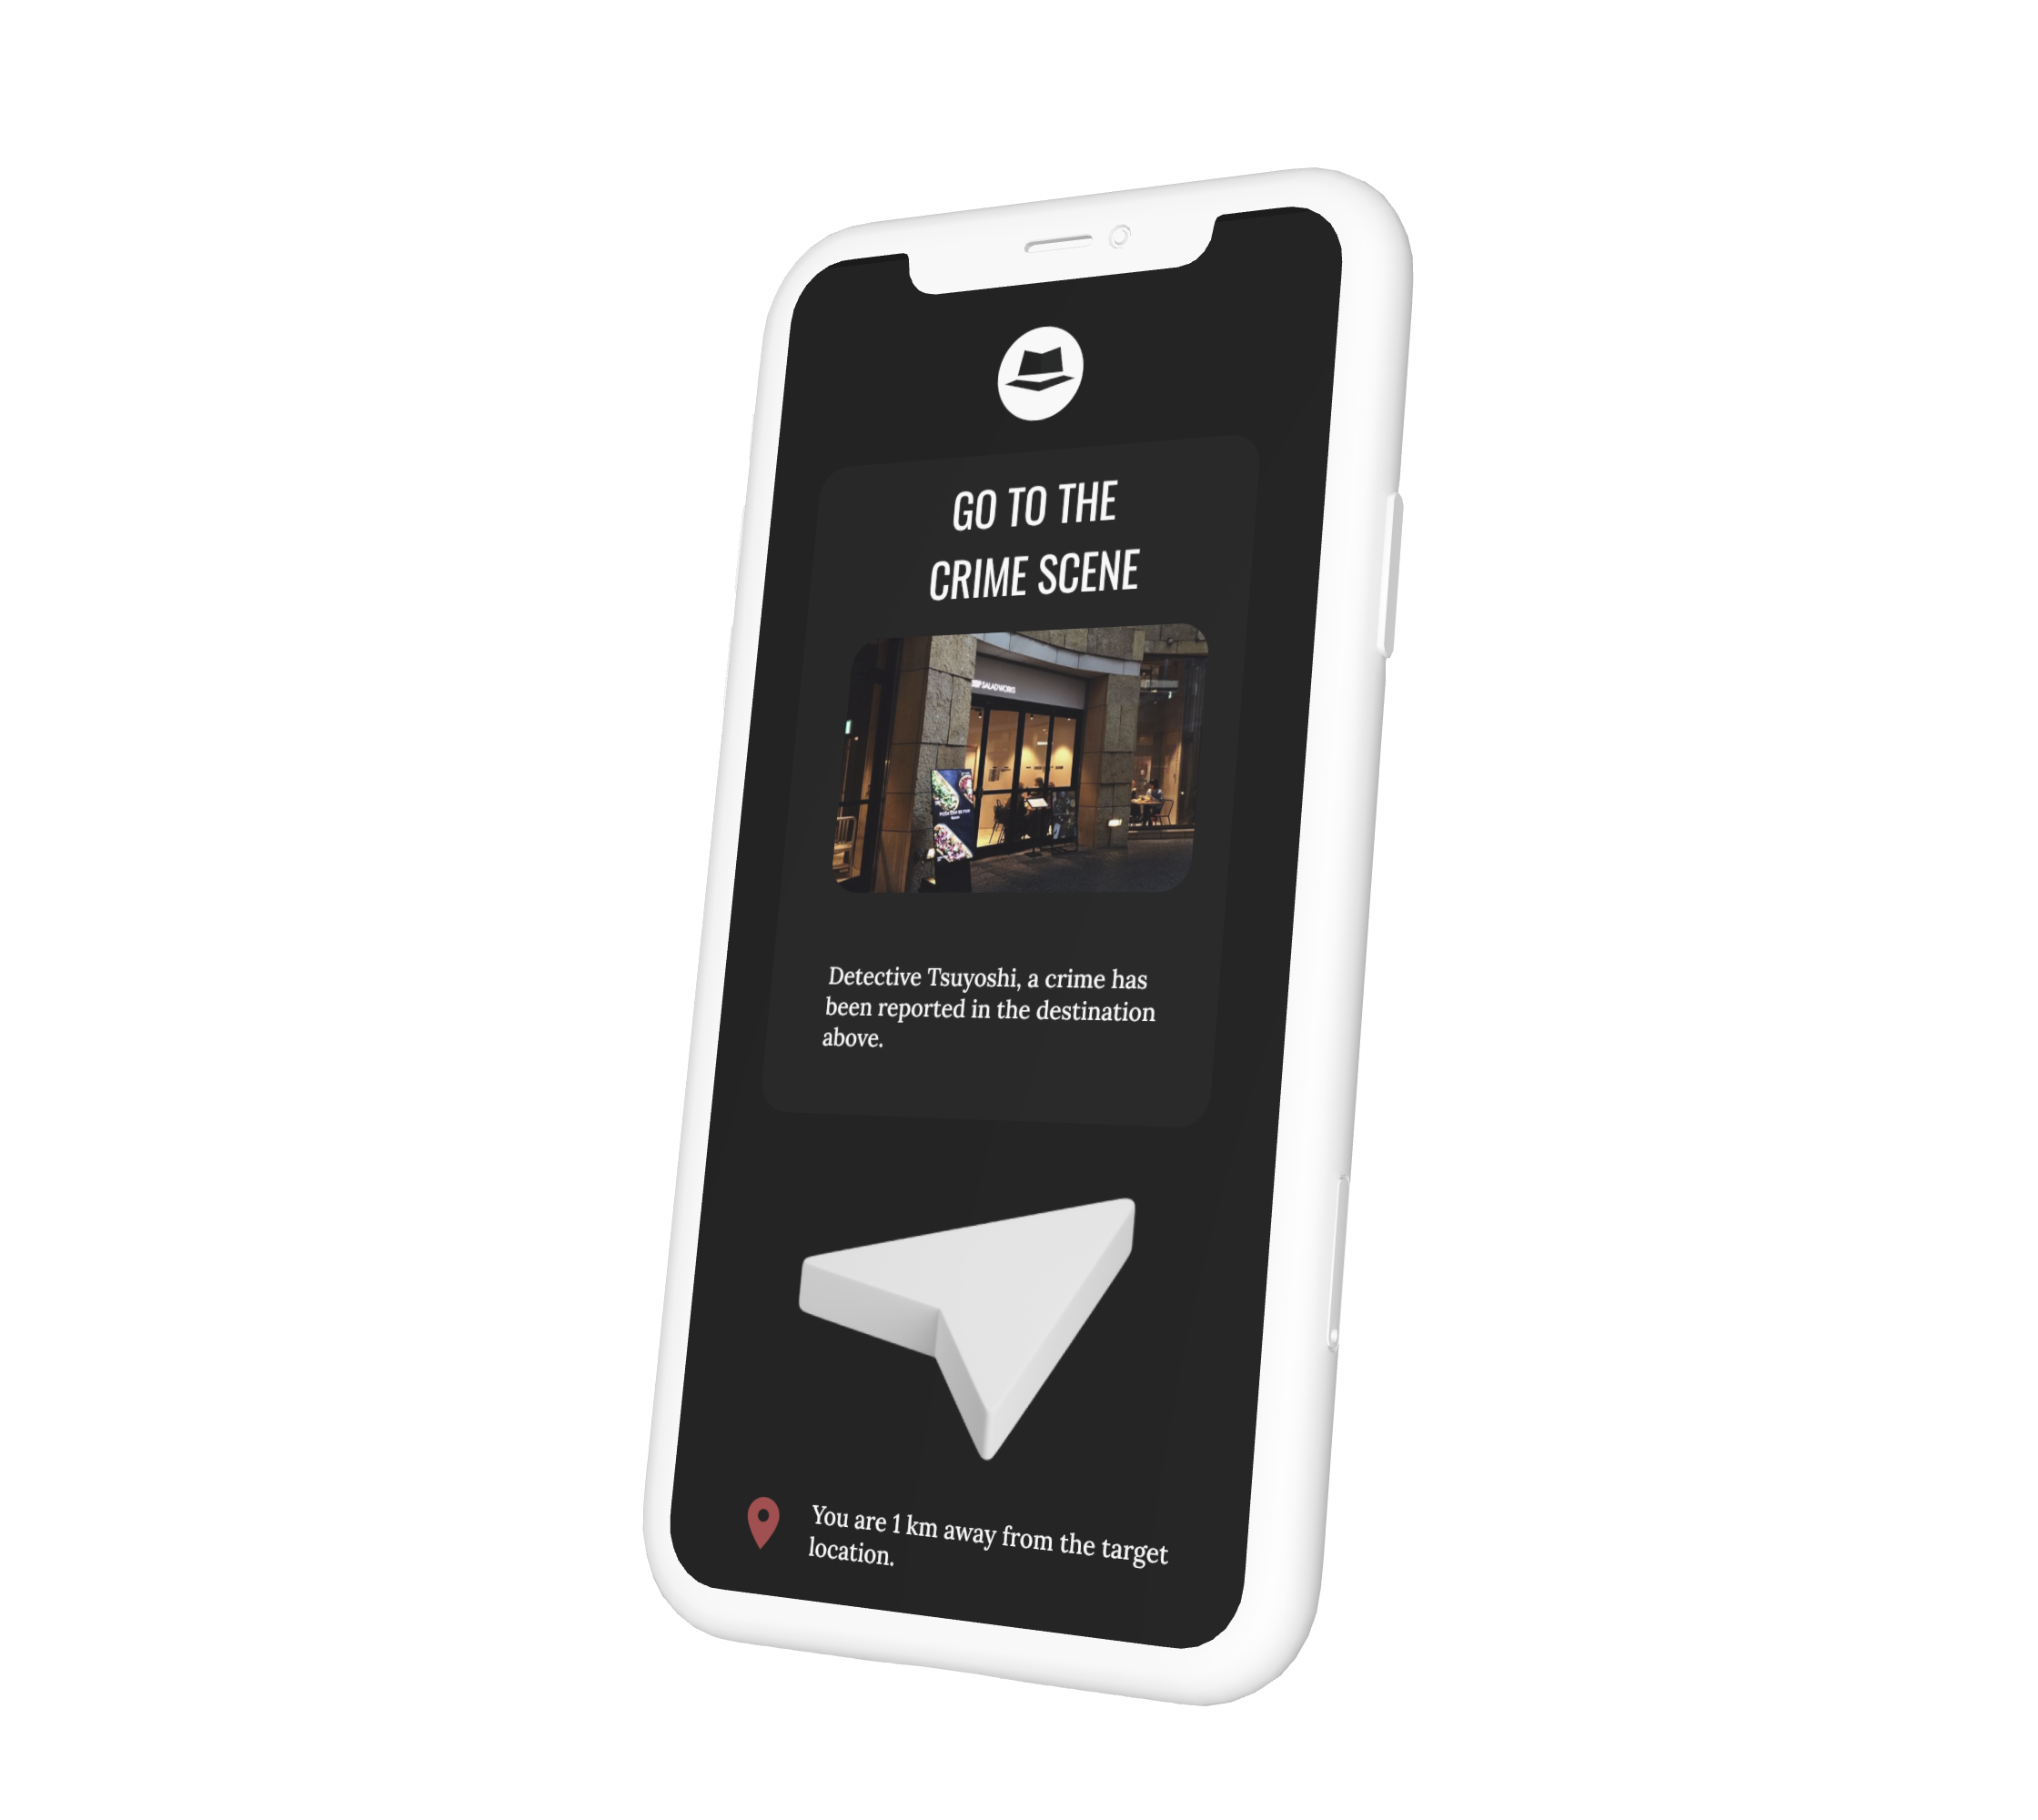 GO TO THE
CRIME SCENE
SALADWORKS
Detective Tsuyoshi, a crime has
been reported in the destination
above.
You are 1 km away from the target
location.